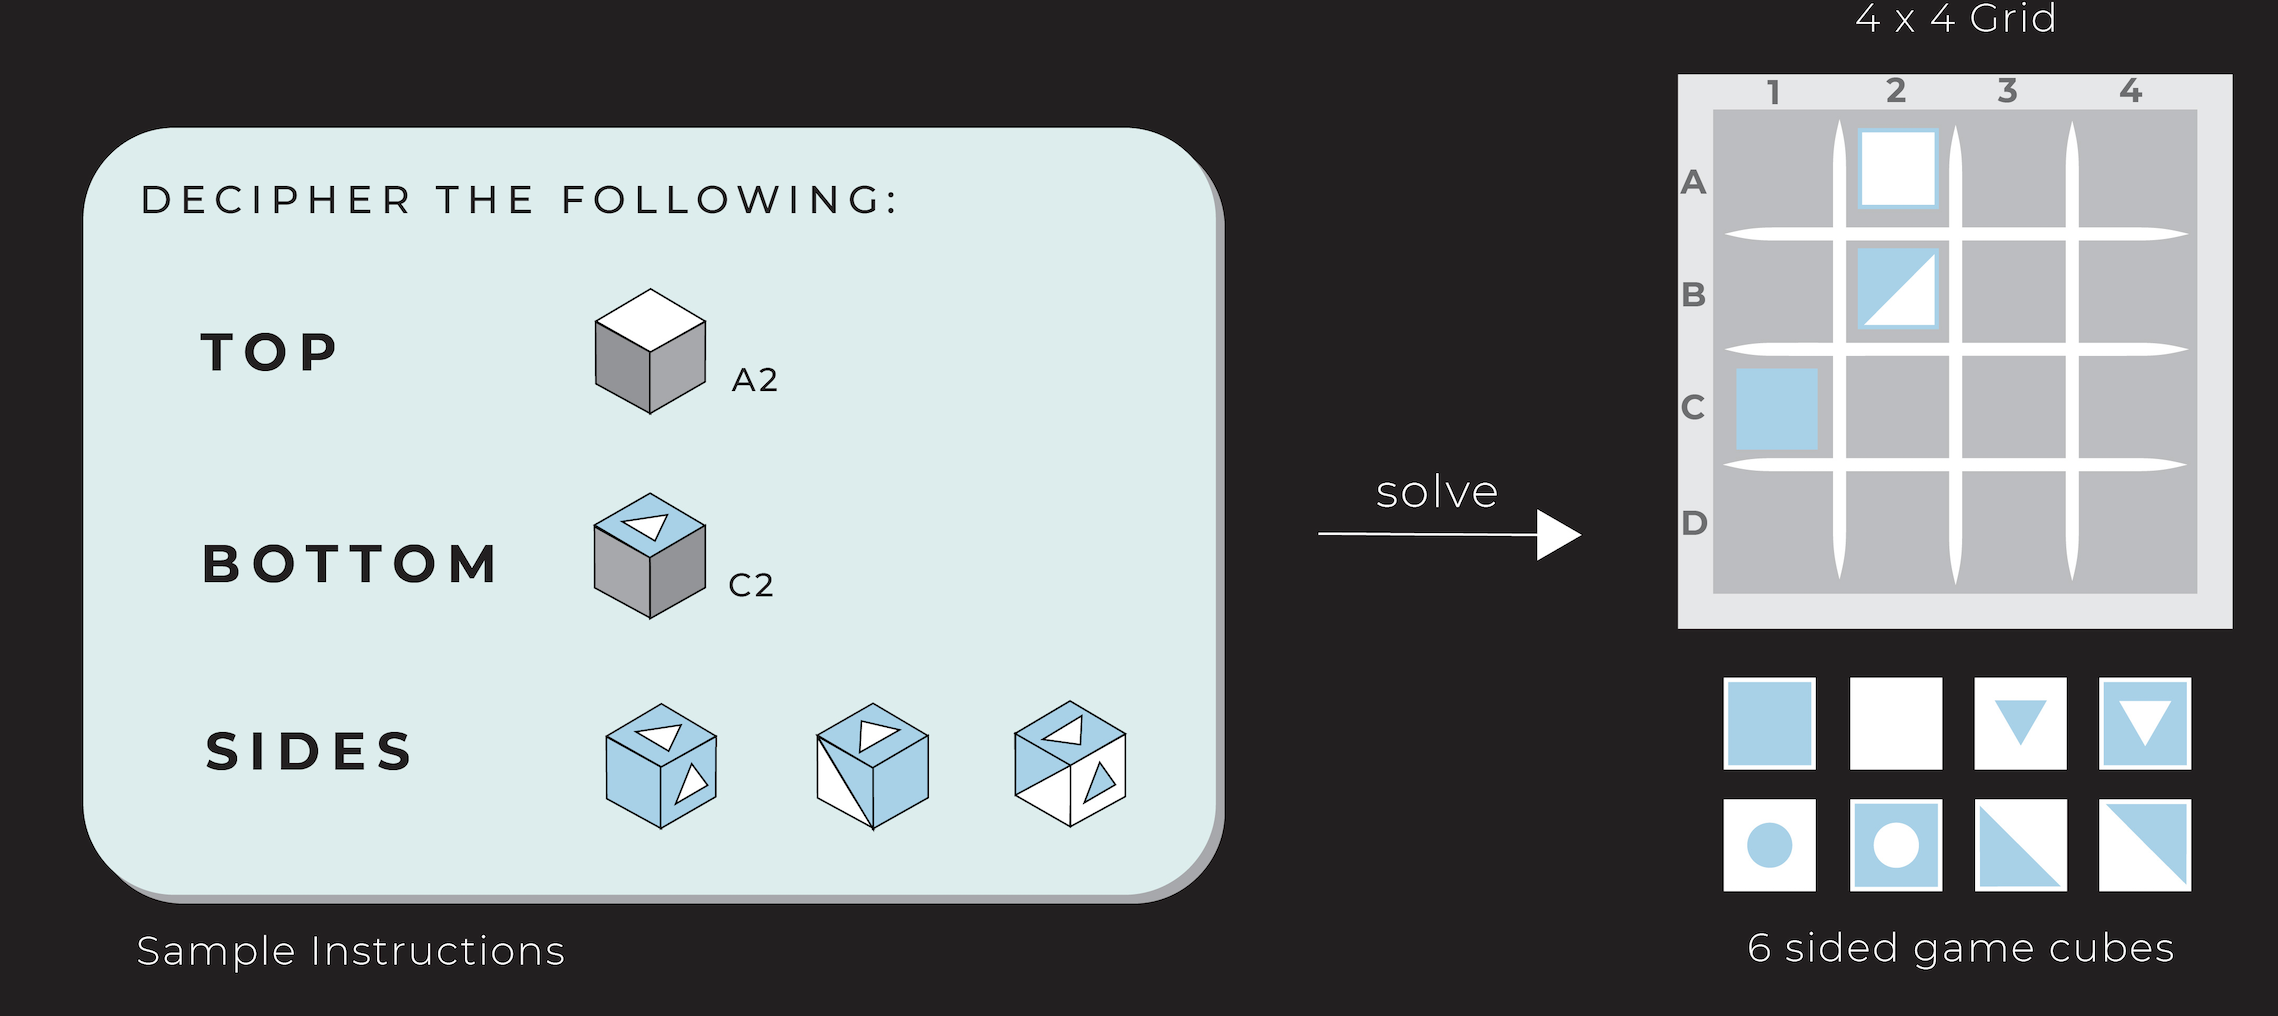 4 x 4 Grid
1 2 3 4
A
B
C
D
DECIPHER THE FOLLOWING:
TOP
A2
BOTTOM
C2
SIDES
solve
Sample Instructions
6 sided game cubes